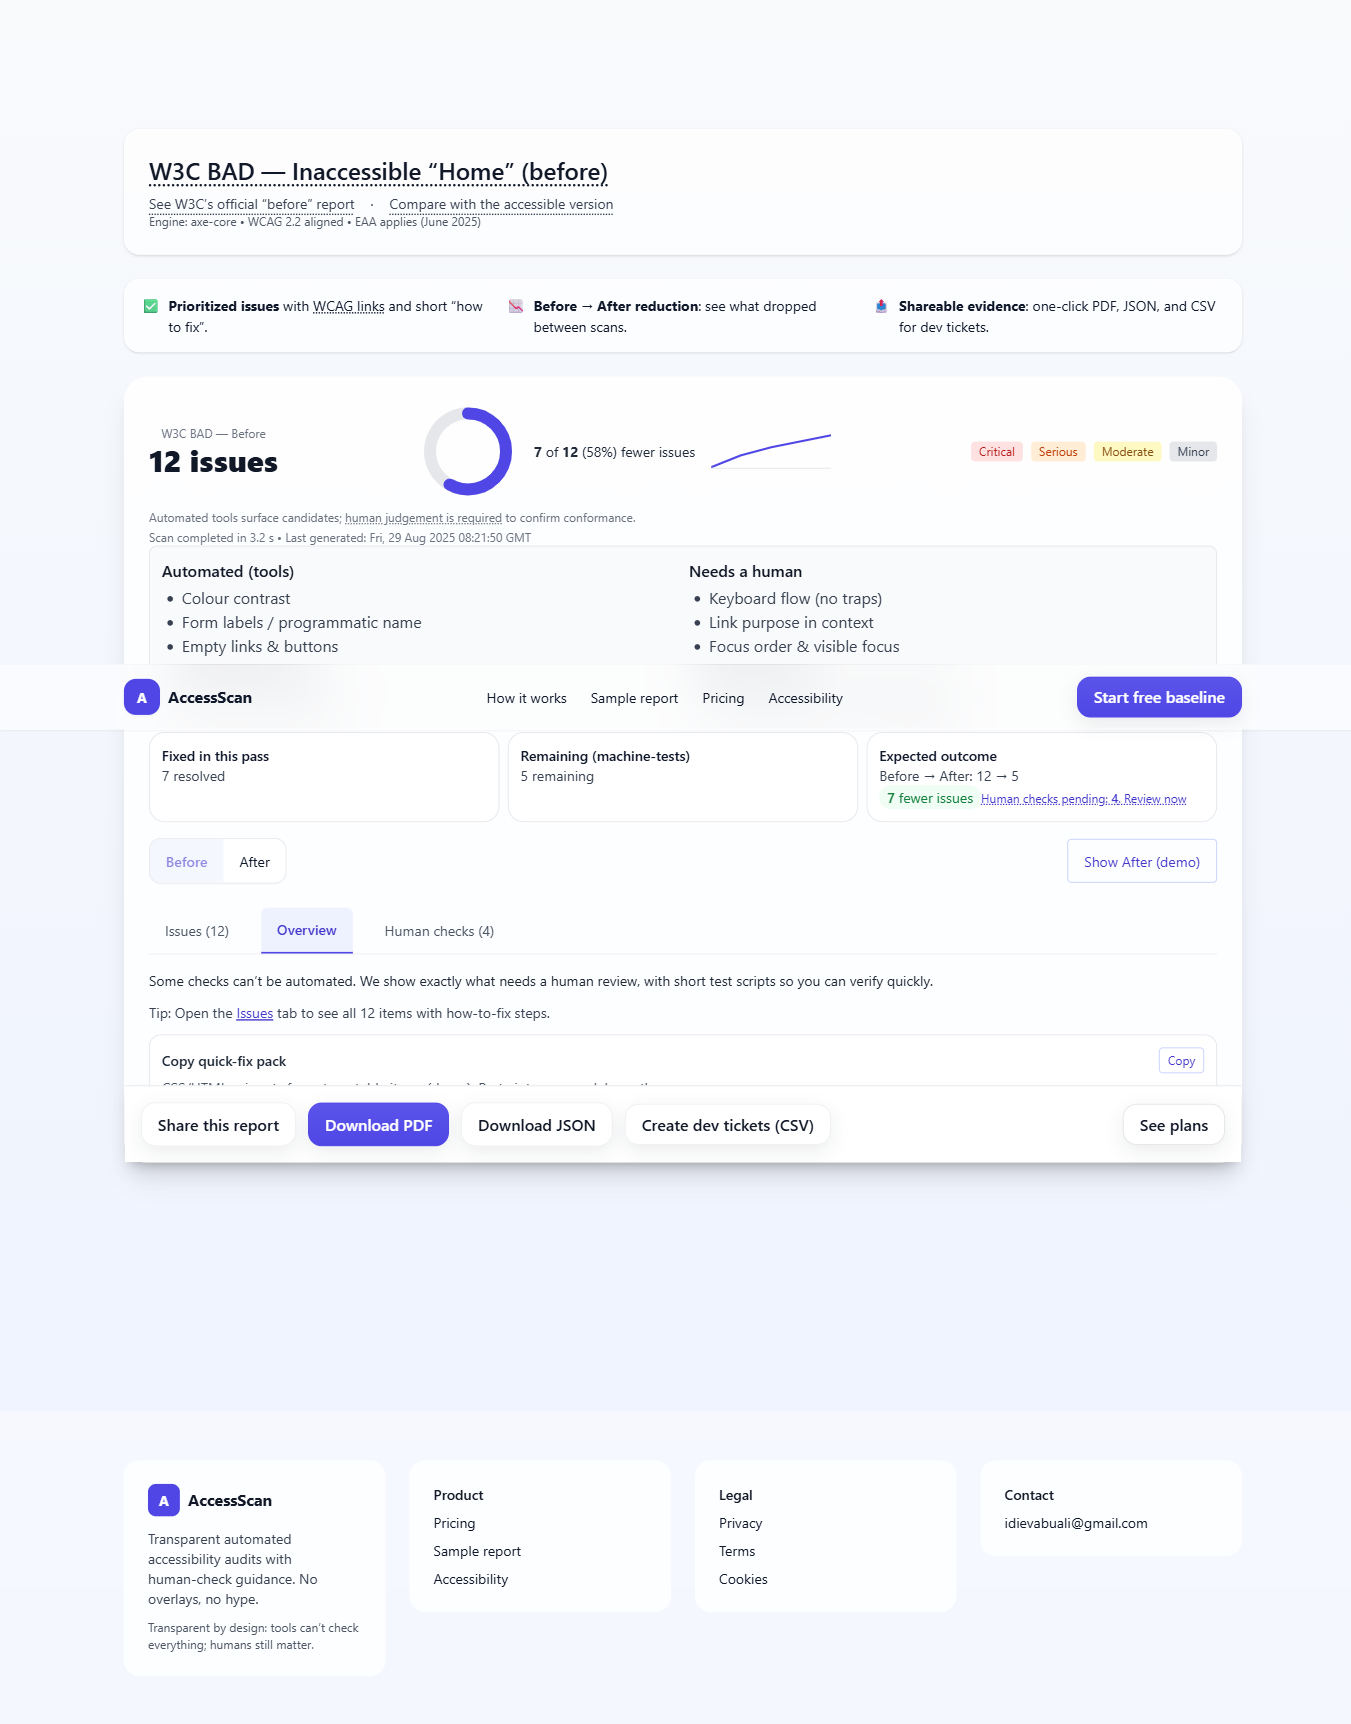 W3C BAD — Inaccessible “Home” (before)
See W3C’s official “before” report · Compare with the accessible version
Engine: axe-core • WCAG 2.2 aligned • EAA applies (June 2025)
Prioritized issues with WCAG links and short “how
to fix”.
Before → After reduction: see what dropped
between scans.
Shareable evidence: one-click PDF, JSON, and CSV
for dev tickets.
W3C BAD — Before
12 issues
7 of 12 (58%) fewer issues
Critical Serious Moderate Minor
Automated tools surface candidates; human judgement is required to confirm conformance.
Scan completed in 3.2 s • Last generated: Fri, 29 Aug 2025 08:21:50 GMT
Automated (tools)
• Colour contrast
• Form labels / programmatic name
• Empty links & buttons
Needs a human
• Keyboard flow (no traps)
• Link purpose in context
• Focus order & visible focus
A AccessScan How it works Sample report Pricing Accessibility Start free baseline
Fixed in this pass
7 resolved
Remaining (machine-tests)
5 remaining
Expected outcome
Before → After: 12 → 5
7 fewer issues Human checks pending: 4. Review now
Before After Show After (demo)
Issues (12) Overview Human checks (4)
Some checks can’t be automated. We show exactly what needs a human review, with short test scripts so you can verify quickly.
Tip: Open the Issues tab to see all 12 items with how-to-fix steps.
Copy quick-fix pack Copy
Share this report Download PDF Download JSON Create dev tickets (CSV) See plans
A AccessScan
Transparent automated
accessibility audits with
human-check guidance. No
overlays, no hype.
Transparent by design: tools can’t check
everything; humans still matter.
Product
Pricing
Sample report
Accessibility
Legal
Privacy
Terms
Cookies
Contact
idievabuali@gmail.com